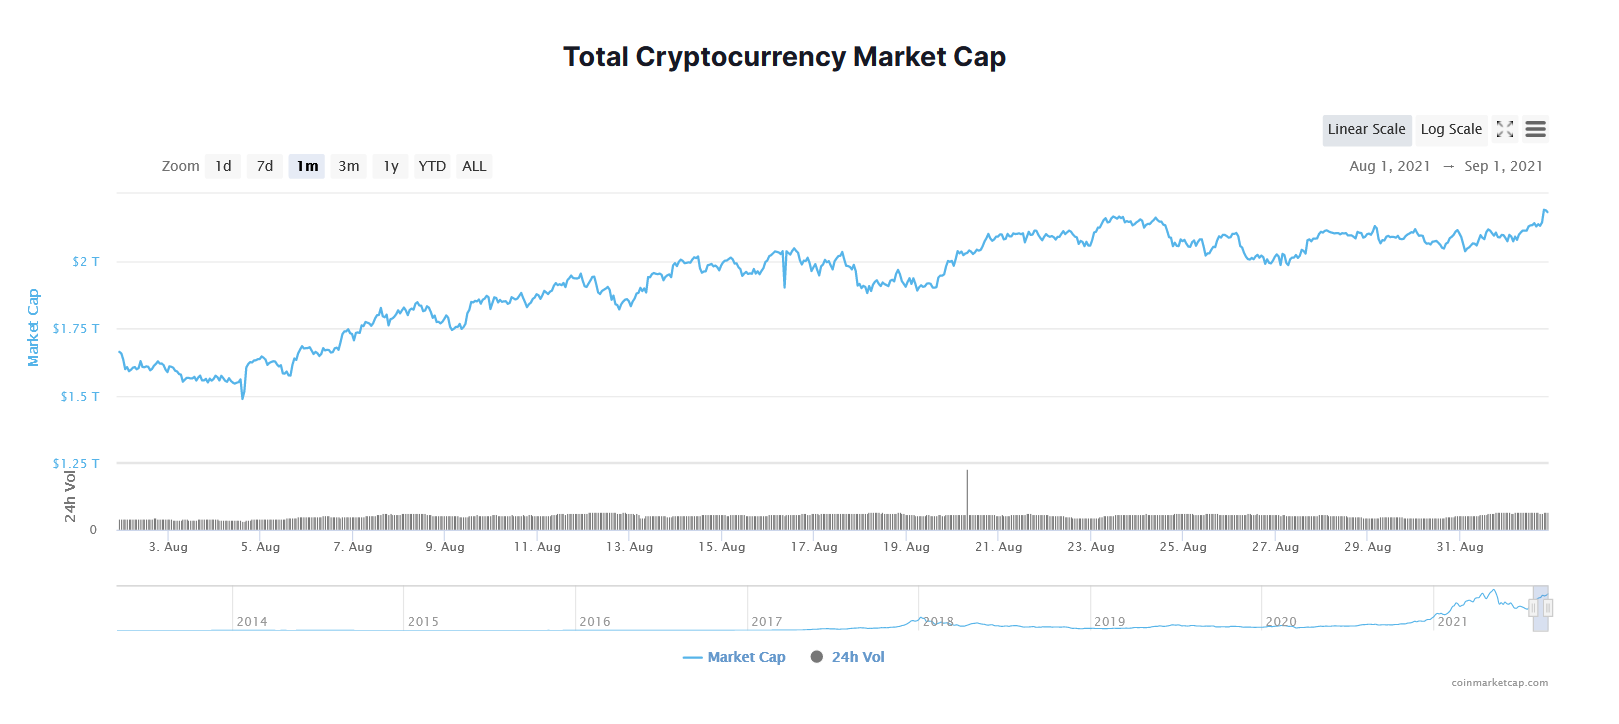 Total Cryptocurrency Market Cap
Linear Scale Log Scale
Zoom 1d 7d 1m 3m 1y YTD ALL
Aug 1, 2021 → Sep 1, 2021
Market Cap
$2 T
$1.75 T
$1.5 T
$1.25 T
24h Vol
0
3. Aug 5. Aug 7. Aug 9. Aug 11. Aug 13. Aug 15. Aug 17. Aug 19. Aug 21. Aug 23. Aug 25. Aug 27. Aug 29. Aug 31. Aug
2014 2015 2016 2017 2018 2019 2020 2021
Market Cap 24h Vol
coinmarketcap.com